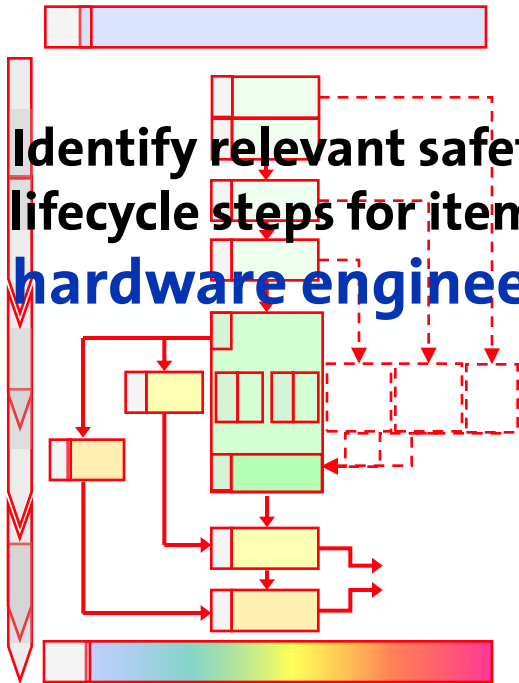 Identify relevant safet
lifecycle steps for item
hardware enginee